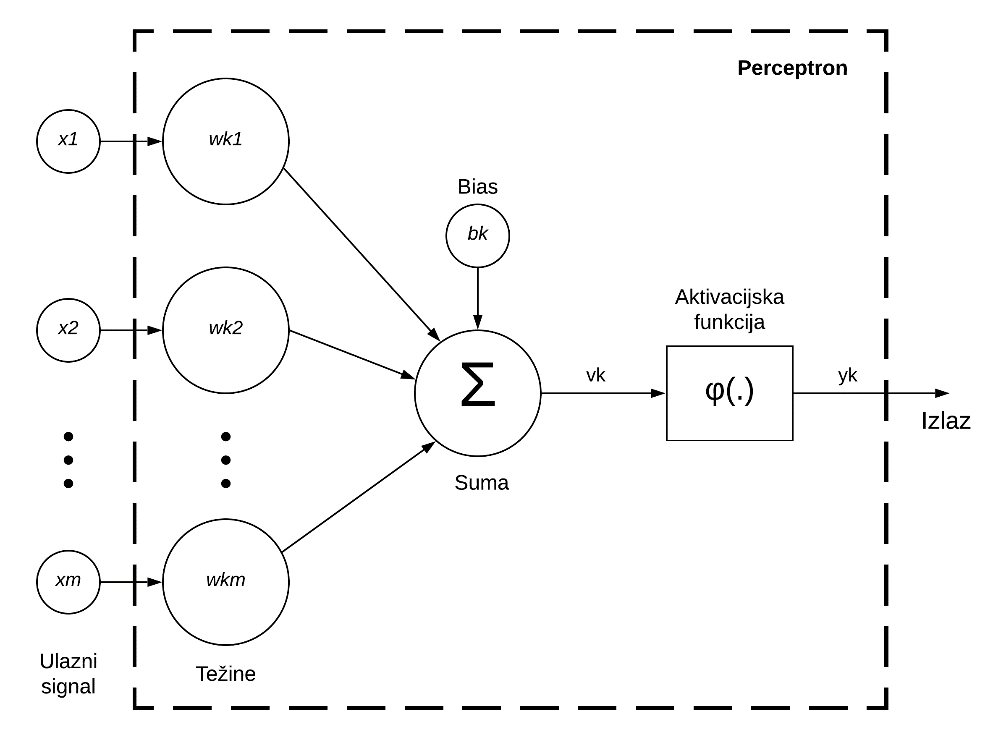 Perceptron
x1
wk1
Bias
bk
x2
wk2
Aktivacijska
funkcija
Σ
vk
φ(.)
yk
Izlaz
Suma
xm
wkm
Ulazni
signal
Težine